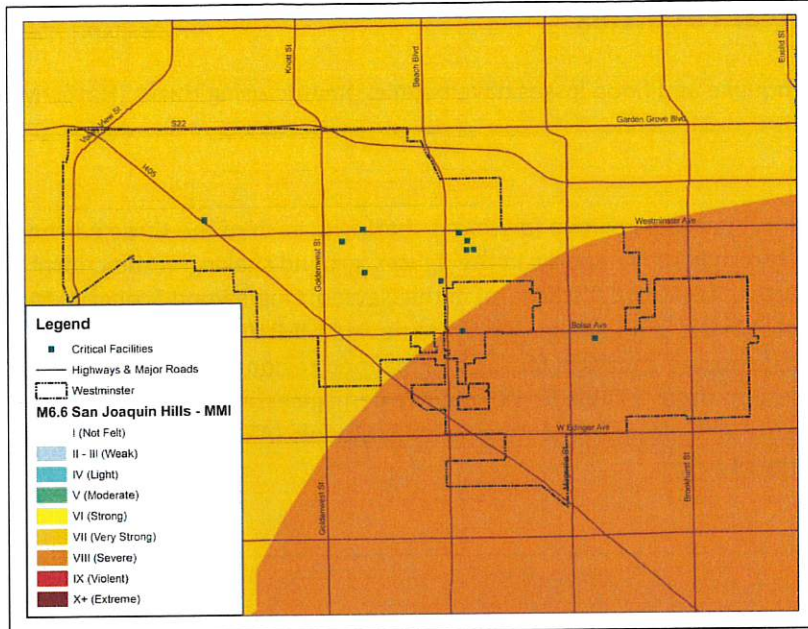 Knott St
Beach Blvd
Euclid St
Valley View St
S22
Garden Grove Blvd
I405
Westminster Ave
Goldenwest St
Bolsa Ave
W Edinger Ave
Magnolia St
Brookhurst St
Goldenwest St
Legend
Critical Facilities
Highways & Major Roads
Westminster
M6.6 San Joaquin Hills - MMI
I (Not Felt)
II - III (Weak)
IV (Light)
V (Moderate)
VI (Strong)
VII (Very Strong)
VIII (Severe)
IX (Violent)
X+ (Extreme)